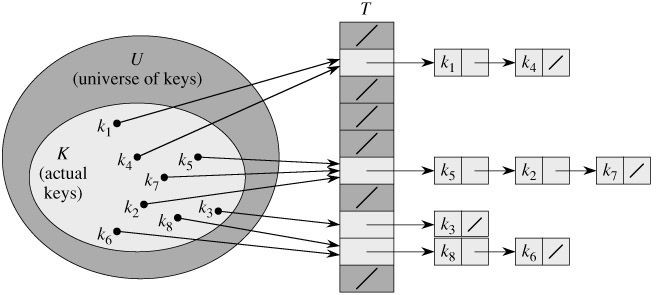 T
U
(universe of keys)
K
(actual
keys)
k1
k4
k5
k7
k2
k8
k3
k6
k1 k4
k5 k2 k7
k3
k8 k6